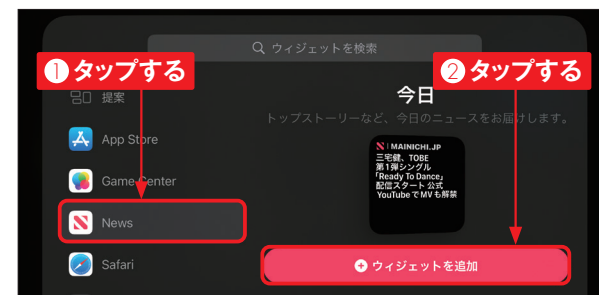 ウィジェットを検索
①タップする
②タップする
提案
今日
トップストーリーなど、今日のニュースをお届けします。
App Store
MAINICHI.JP
三宅健、TOBE
第1弾シングル
「Ready To Dance」
配信スタート 公式
YouTubeでMVも解禁
Game Center
News
Safari
ウィジェットを追加